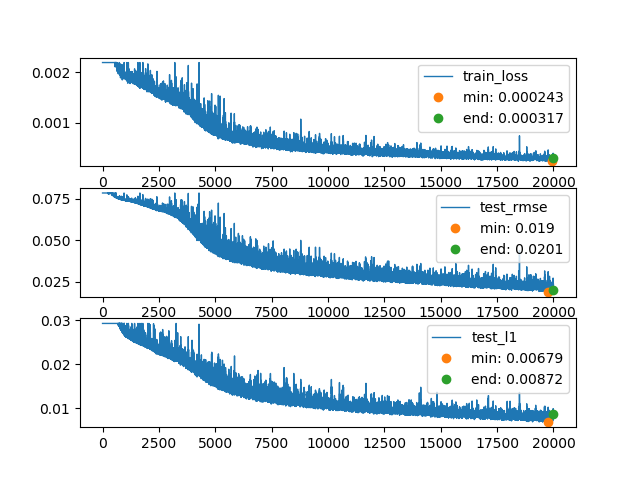 train_loss
min: 0.000243
end: 0.000317
0.002
0.001
0 2500 5000 7500 10000 12500 15000 17500 20000
test_rmse
min: 0.019
end: 0.0201
0.075
0.050
0.025
0 2500 5000 7500 10000 12500 15000 17500 20000
test_l1
min: 0.00679
end: 0.00872
0.03
0.02
0.01
0 2500 5000 7500 10000 12500 15000 17500 20000